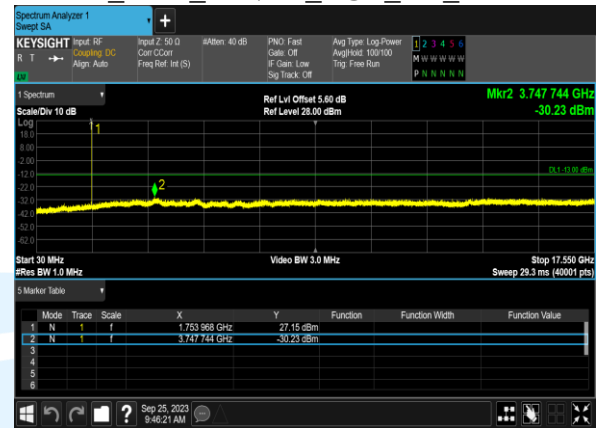 Spectrum Analyzer 1
Swept SA
+
KEYSIGHT
R T
Input: RF
Coupling: DC
Align: Auto
Input Z: 50 Ω
Corr CCorr
Freq Ref: Int (S)
#Atten: 40 dB
PNO: Fast
Gate: Off
IF Gain: Low
Sig Track: Off
Avg Type: Log-Power
Avg|Hold: 100/100
Trig: Free Run
1 2 3 4 5 6
M W W W W W
P N N N N N
1 Spectrum
Scale/Div 10 dB
Ref Lvl Offset 5.60 dB
Ref Level 28.00 dBm
Mkr2 3.747 744 GHz
-30.23 dBm
Log
18.0
8.00
-2.00
-12.0
-22.0
-32.0
-42.0
-52.0
-62.0
1
2
DL1 -13.00 dBm
Start 30 MHz
#Res BW 1.0 MHz
Video BW 3.0 MHz
Stop 17.550 GHz
Sweep 29.3 ms (40001 pts)
5 Marker Table
Mode Trace Scale X Y Function Function Width Function Value
1 N 1 f 1.753 968 GHz 27.15 dBm
2 N 1 f 3.747 744 GHz -30.23 dBm
3
4
5
6
?
Sep 25, 2023
9:46:21 AM